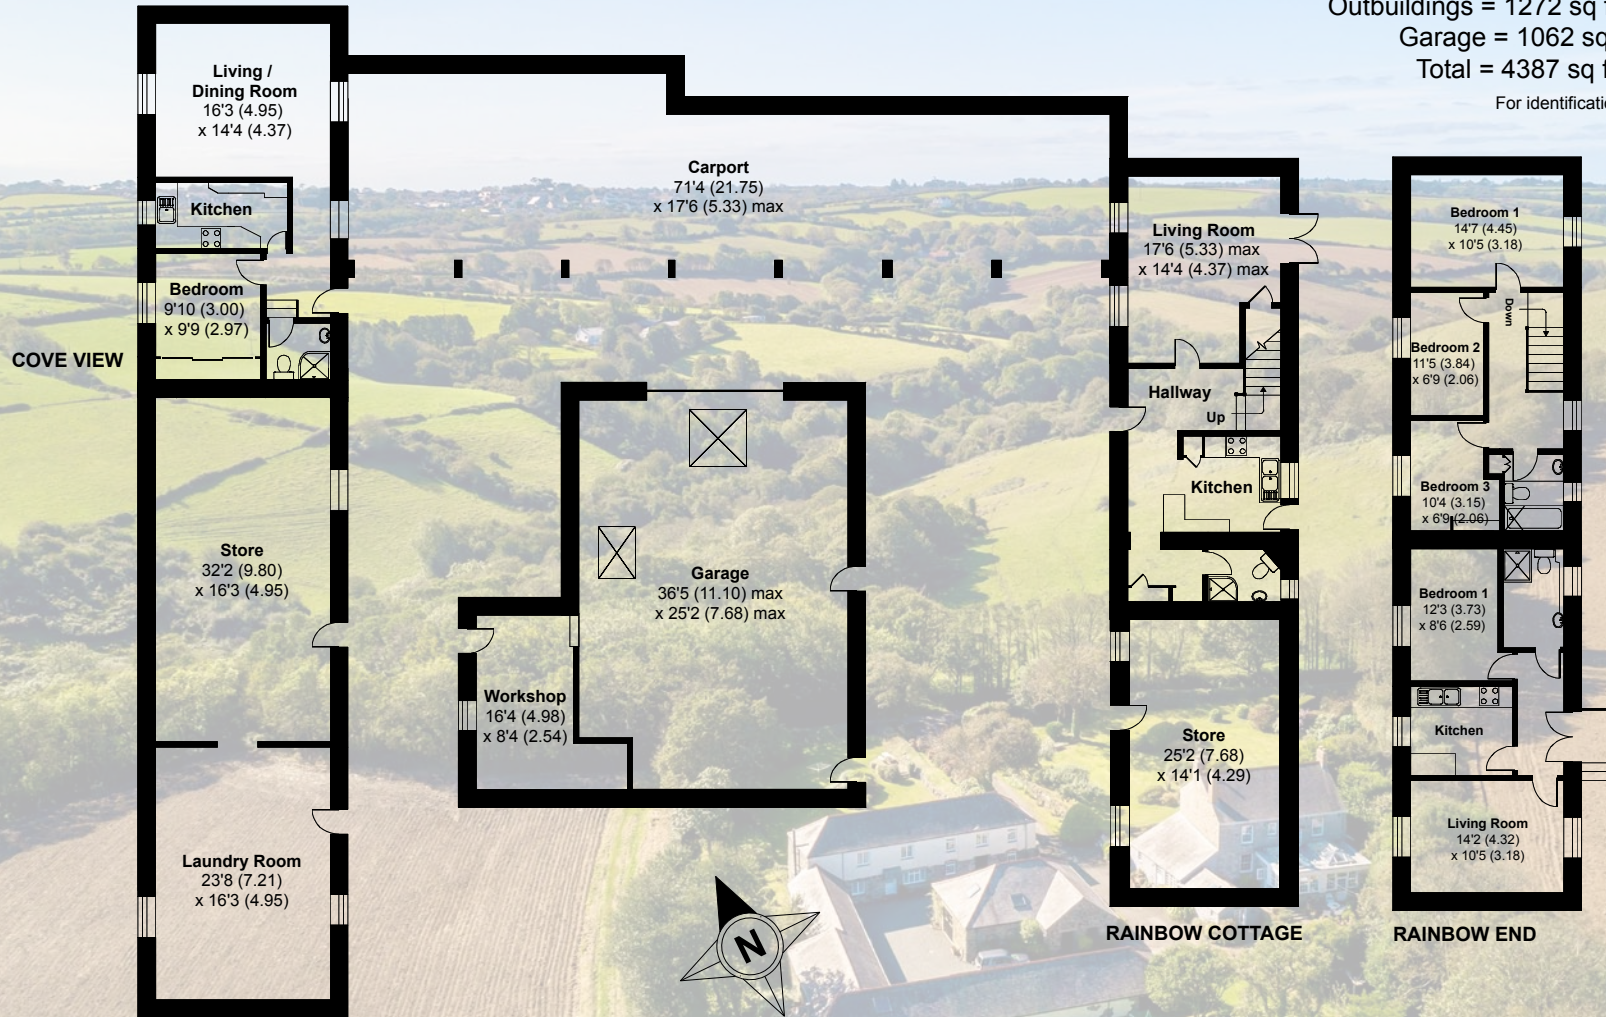 Outbuildings = 1272 sq f
Garage = 1062 sq
Total = 4387 sq f
For identificatio
Living /
Dining Room
16'3 (4.95)
x 14'4 (4.37)
Kitchen
Bedroom
9'10 (3.00)
x 9'9 (2.97)
COVE VIEW
Store
32'2 (9.80)
x 16'3 (4.95)
Laundry Room
23'8 (7.21)
x 16'3 (4.95)
Carport
71'4 (21.75)
x 17'6 (5.33) max
Garage
36'5 (11.10) max
x 25'2 (7.68) max
Workshop
16'4 (4.98)
x 8'4 (2.54)
N
Living Room
17'6 (5.33) max
x 14'4 (4.37) max
Hallway
Up
Kitchen
Store
25'2 (7.68)
x 14'1 (4.29)
RAINBOW COTTAGE
Bedroom 1
14'7 (4.45)
x 10'5 (3.18)
Down
Bedroom 2
11'5 (3.84)
x 6'9 (2.06)
Bedroom 3
10'4 (3.15)
x 6'9 (2.06)
Bedroom 1
12'3 (3.73)
x 8'6 (2.59)
Kitchen
Living Room
14'2 (4.32)
x 10'5 (3.18)
RAINBOW END